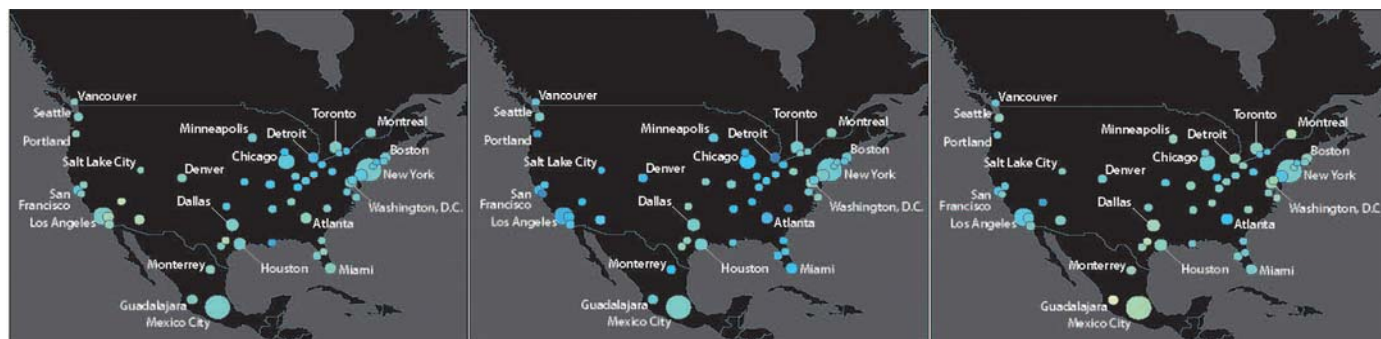 Vancouver
Seattle
Toronto
Montreal
Portland
Minneapolis
Detroit
Boston
Salt Lake City
Denver
Chicago
New York
San
Francisco
Dallas
Washington, D.C.
Los Angeles
Atlanta
Monterrey
Houston
Miami
Guadalajara
Mexico City
Vancouver
Seattle
Toronto
Montreal
Portland
Minneapolis
Detroit
Boston
Salt Lake City
Denver
Chicago
New York
San
Francisco
Dallas
Washington, D.C.
Los Angeles
Atlanta
Monterrey
Houston
Miami
Guadalajara
Mexico City
Vancouver
Seattle
Toronto
Montreal
Portland
Minneapolis
Detroit
Boston
Salt Lake City
Denver
Chicago
New York
San
Francisco
Dallas
Washington, D.C.
Los Angeles
Atlanta
Monterrey
Houston
Miami
Guadalajara
Mexico City